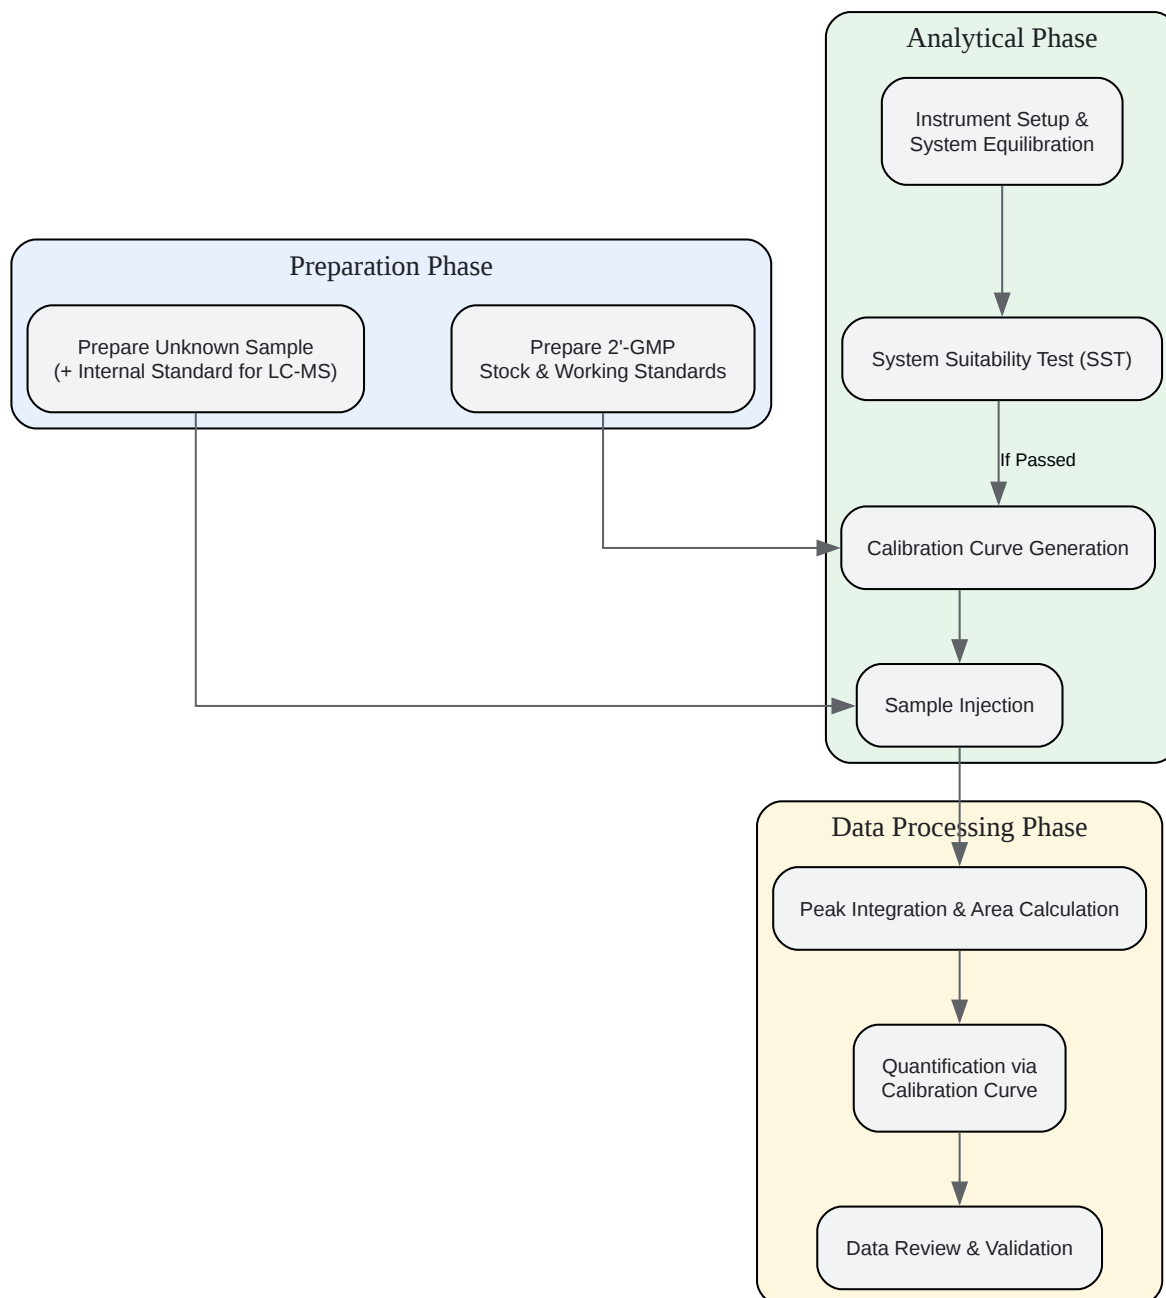 Analytical Phase
Instrument Setup &
System Equilibration
Preparation Phase
Prepare Unknown Sample
(+ Internal Standard for LC-MS)
Prepare 2'-GMP
Stock & Working Standards
System Suitability Test (SST)
If Passed
Calibration Curve Generation
Sample Injection
Data Processing Phase
Peak Integration & Area Calculation
Quantification via
Calibration Curve
Data Review & Validation